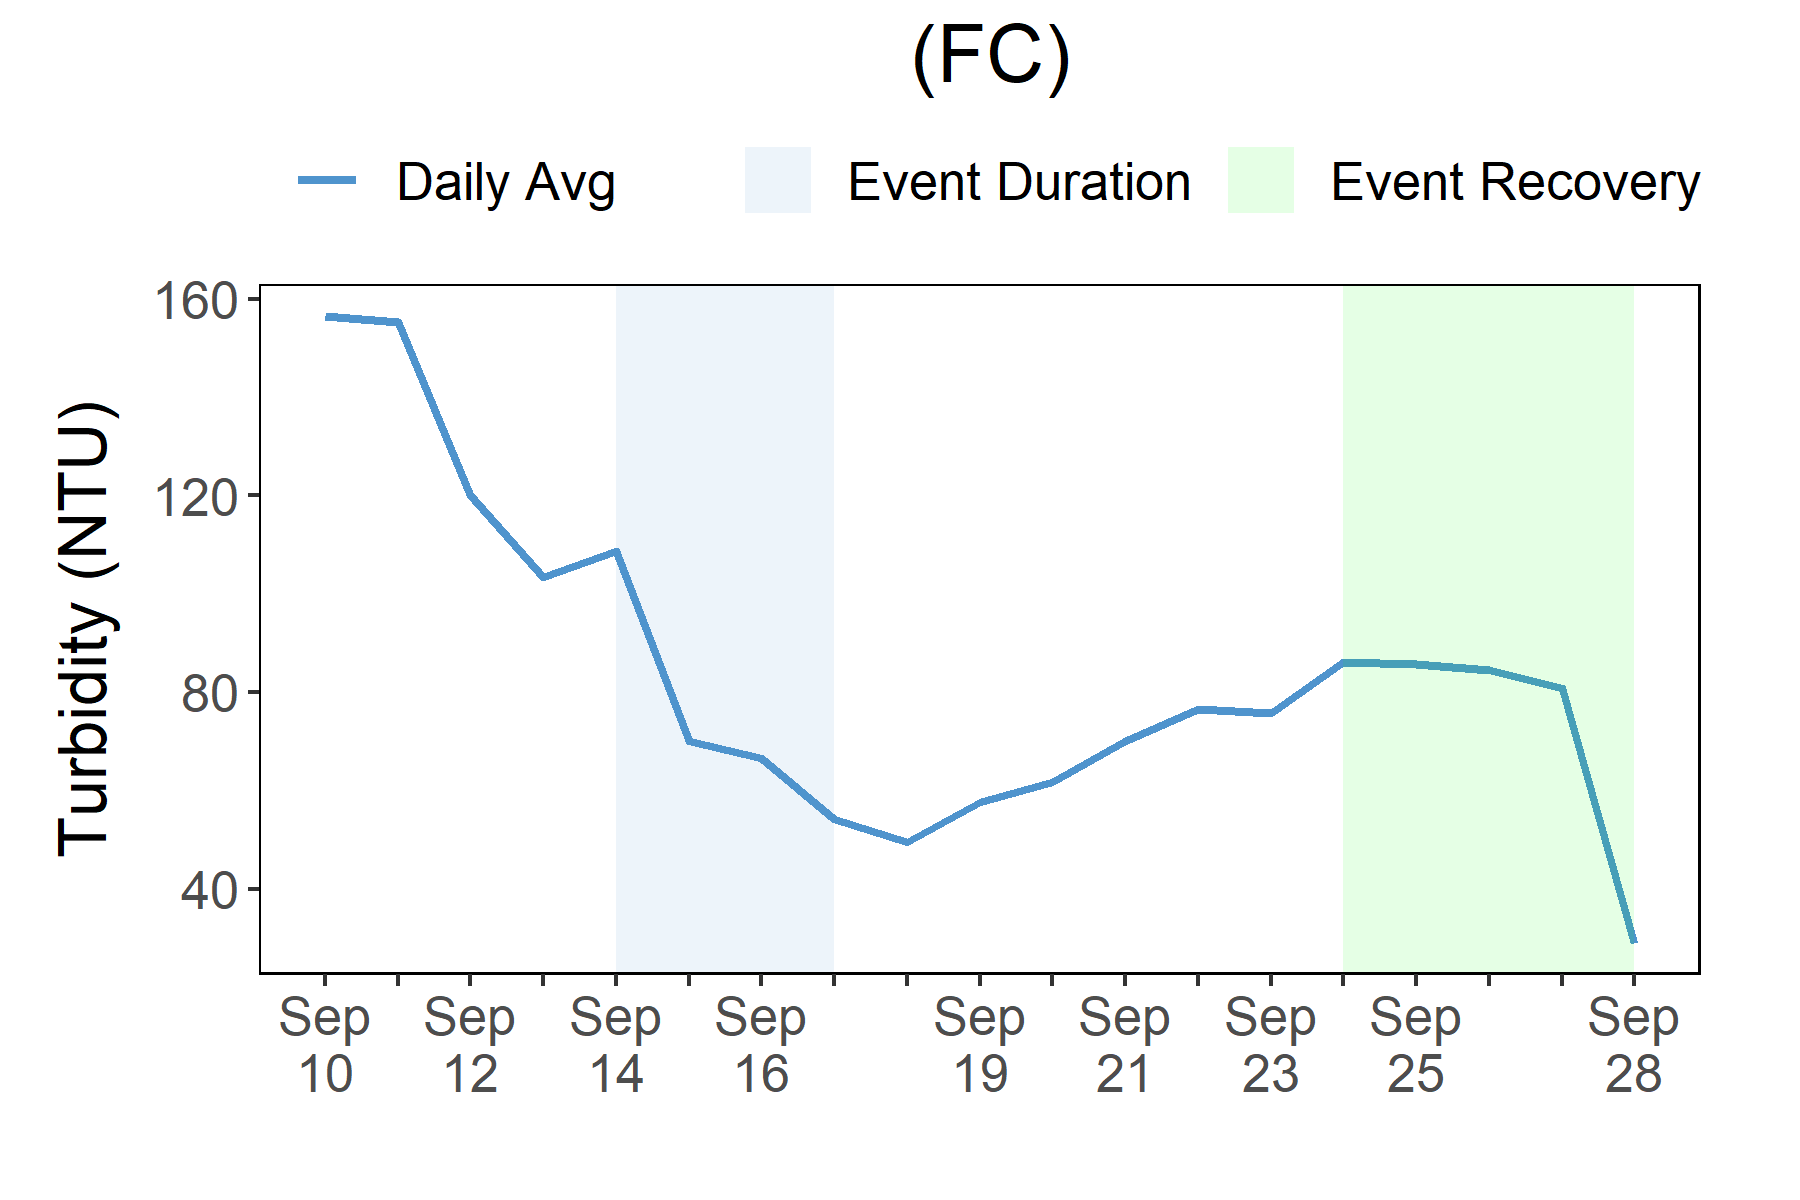 (FC)
Daily Avg Event Duration Event Recovery
Turbidity (NTU)
160
120
80
40
Sep Sep Sep Sep Sep Sep Sep Sep Sep
10 12 14 16 19 21 23 25 28